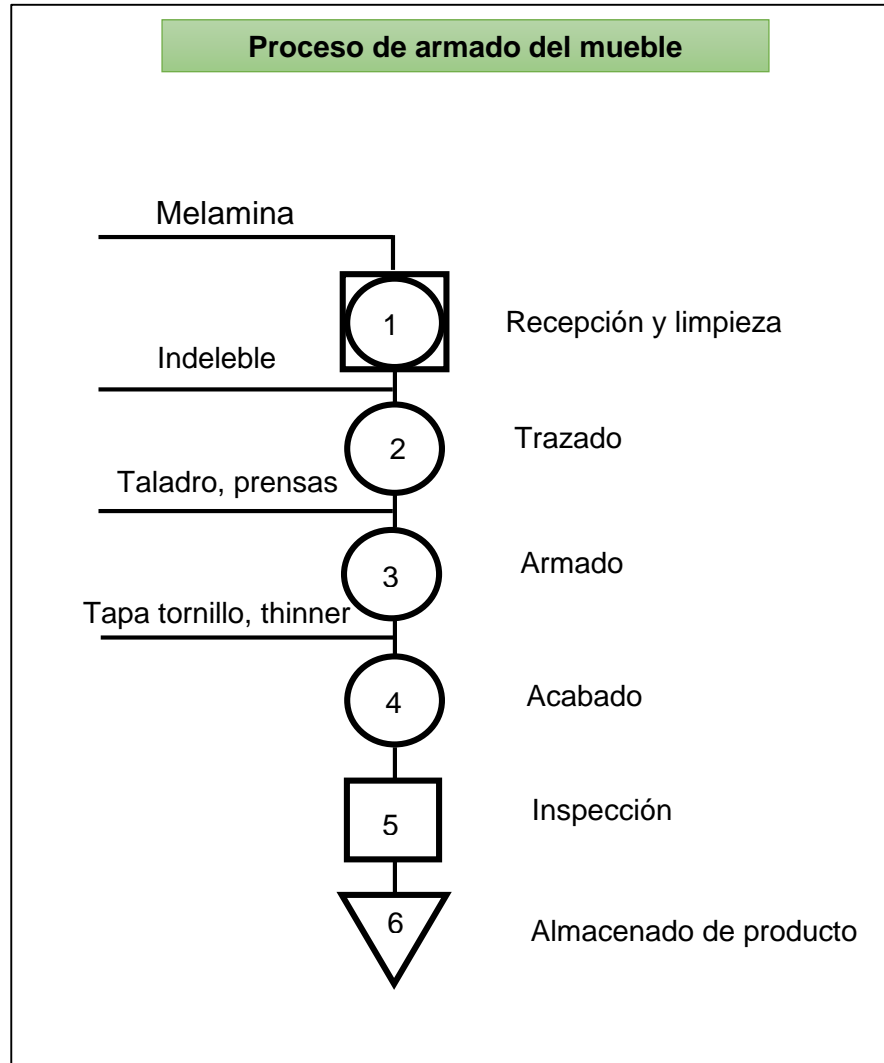 Proceso de armado del mueble
Melamina
1
Recepción y limpieza
Indeleble
2
Trazado
Taladro, prensas
3
Armado
Tapa tornillo, thinner
4
Acabado
5
Inspección
6
Almacenado de producto